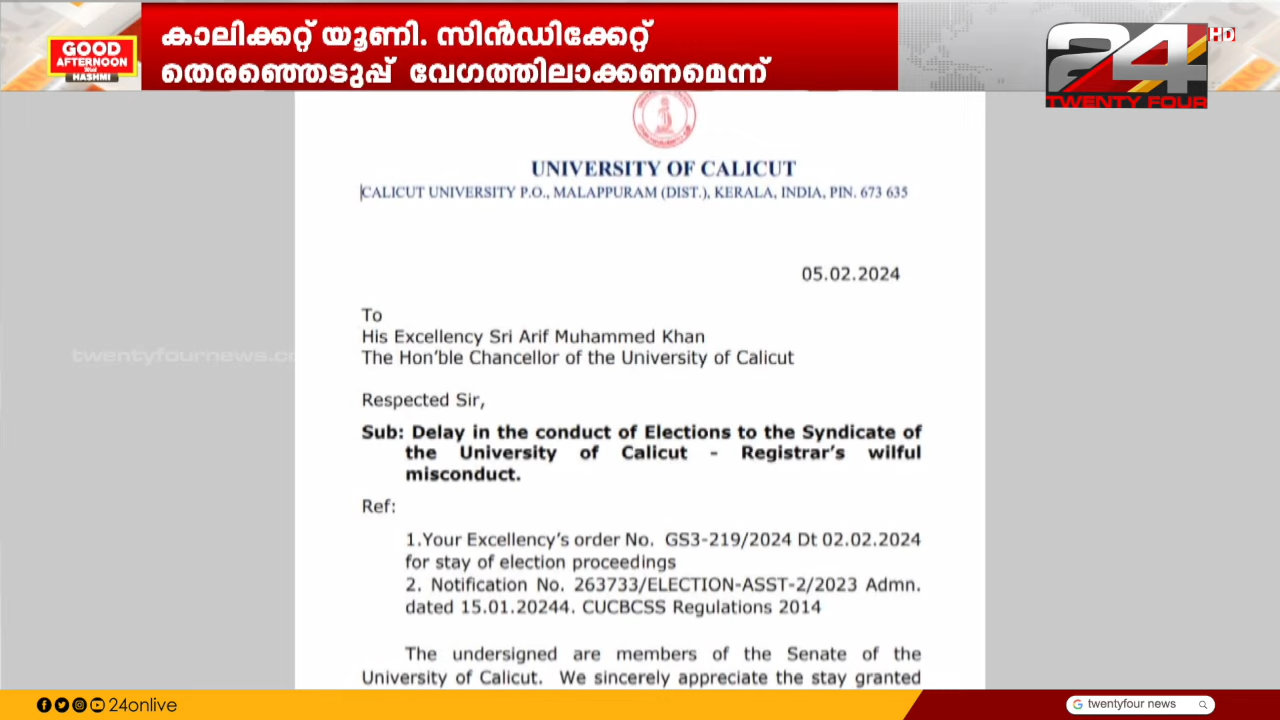 GOOD
AFTERNOON
HASHMI
കാലിക്കറ്റ് യൂണി. സിൻഡിക്കേറ്റ്
തെരഞ്ഞെടുപ്പ് വേഗത്തിലാക്കണമെന്ന്
24
HD
TWENTY FOUR
UNIVERSITY OF CALICUT
CALICUT UNIVERSITY P.O., MALAPPURAM (DIST.), KERALA, INDIA, PIN. 673 635
05.02.2024
To
His Excellency Sri Arif Muhammed Khan
The Hon'ble Chancellor of the University of Calicut
twentyfournews.co
Respected Sir,
Sub: Delay in the conduct of Elections to the Syndicate of
the University of Calicut - Registrar's wilful
misconduct.
Ref:
1.Your Excellency's order No. GS3-219/2024 Dt 02.02.2024
for stay of election proceedings
2. Notification No. 263733/ELECTION-ASST-2/2023 Admn.
dated 15.01.20244. CUCBCSS Regulations 2014
The undersigned are members of the Senate of the
University of Calicut. We sincerely appreciate the stay granted
24onlive
twentyfour news